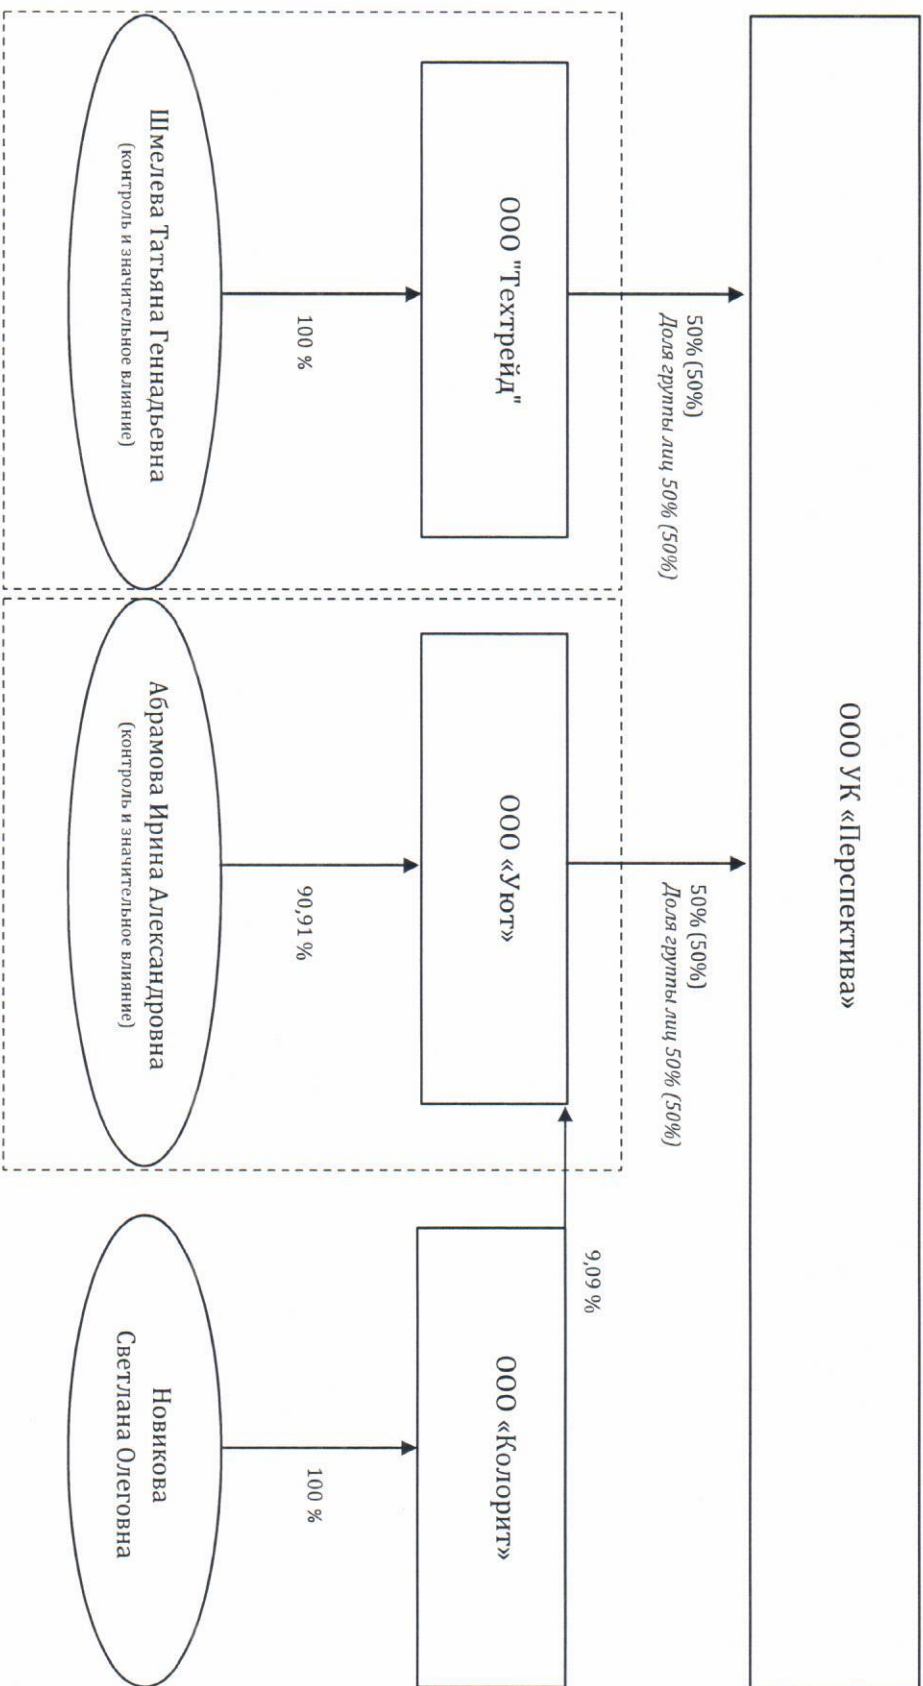 ООО УК «Перспектива»
50% (50%)
Доля группы лиц 50% (50%)
50% (50%)
Доля группы лиц 50% (50%)
ООО "Техтрейд"
ООО «Уют»
9,09 %
ООО «Колорит»
100 %
90,91 %
100 %
Шмелева Татьяна Геннадьевна
(контроль и значительное влияние)
Абрамова Ирина Александровна
(контроль и значительное влияние)
Новикова
Светлана Олеговна